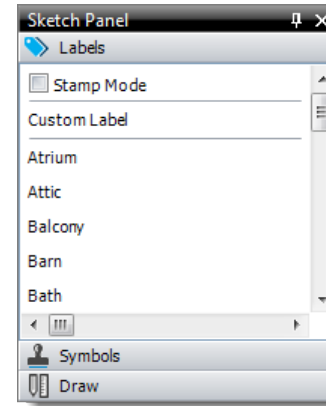 Sketch Panel
Labels
Stamp Mode
Custom Label
Atrium
Attic
Balcony
Barn
Bath
Symbols
Draw